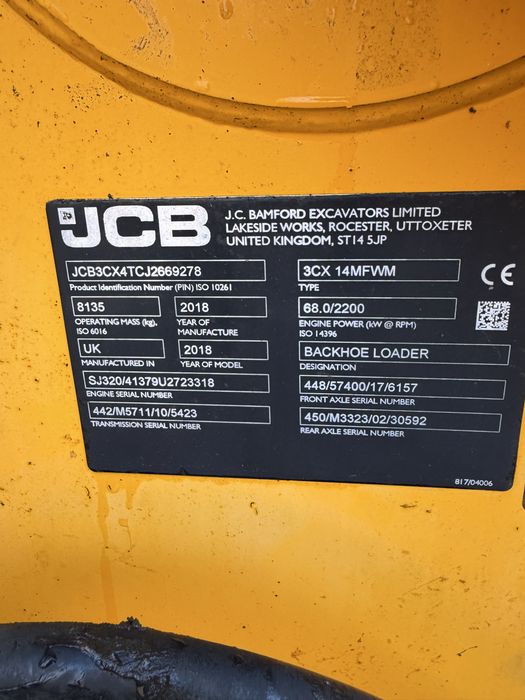 JCB
J.C. BAMFORD EXCAVATORS LIMITED
LAKESIDE WORKS, ROCESTER, UTTOXETER
UNITED KINGDOM, ST14 5JP
JCB3CX4TCJ2669278
Product Identification Number (PIN) ISO 10261
3CX 14MFWM
TYPE
CE
8135
OPERATING MASS (kg),
ISO 6016
2018
YEAR OF
MANUFACTURE
68.0/2200
ENGINE POWER (kW @ RPM)
ISO 14396
UK
MANUFACTURED IN
2018
YEAR OF MODEL
BACKHOE LOADER
DESIGNATION
SJ320/41379U2723318
ENGINE SERIAL NUMBER
448/57400/17/6157
FRONT AXLE SERIAL NUMBER
442/M5711/10/5423
TRANSMISSION SERIAL NUMBER
450/M3323/02/30592
REAR AXLE SERIAL NUMBER
817/04006